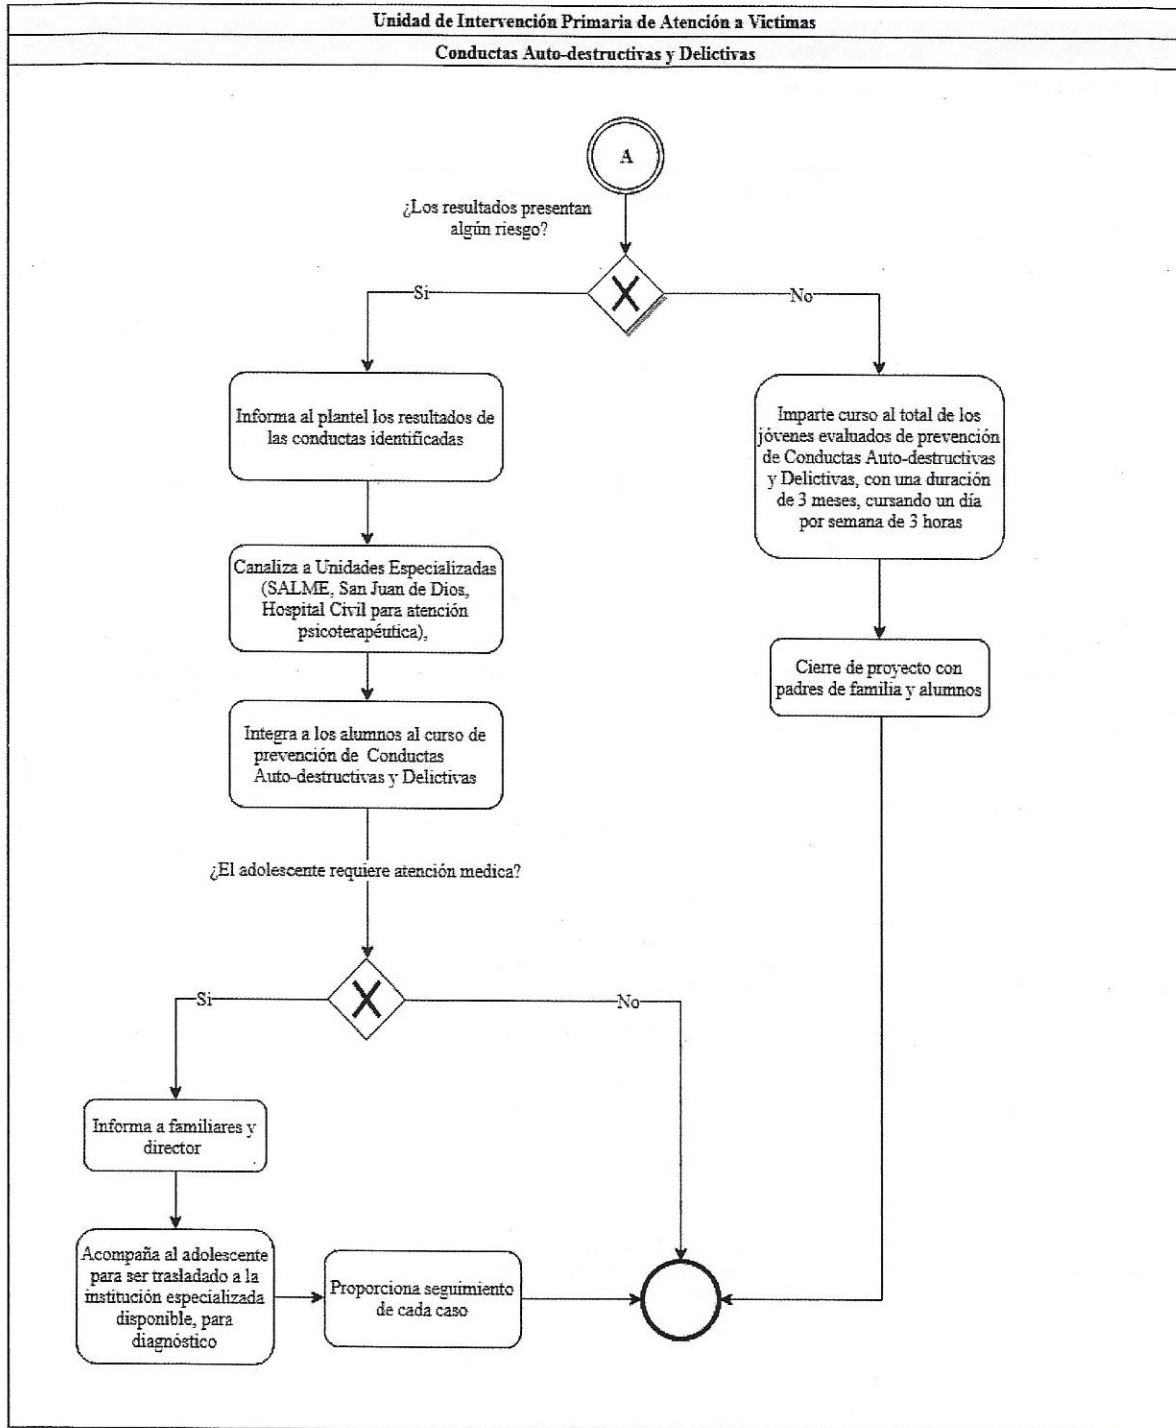 Unidad de Intervención Primaria de Atención a Victimas
Conductas Auto-destructivas y Delictivas
A
¿Los resultados presentan
algún riesgo?
Si
No
Informa al plantel los resultados de
las conductas identificadas
Imparte curso al total de los
jóvenes evaluados de prevención
de Conductas Auto-destructivas
y Delictivas, con una duración
de 3 meses, cursando un día
por semana de 3 horas
Canaliza a Unidades Especializadas
(SALME, San Juan de Dios,
Hospital Civil para atención
psicoterapéutica),
Cierre de proyecto con
padres de familia y alumnos
Integra a los alumnos al curso de
prevención de Conductas
Auto-destructivas y Delictivas
¿El adolescente requiere atención medica?
Si
No
Informa a familiares y
director
Acompaña al adolescente
para ser trasladado a la
institución especializada
disponible, para
diagnóstico
Proporciona seguimiento
de cada caso